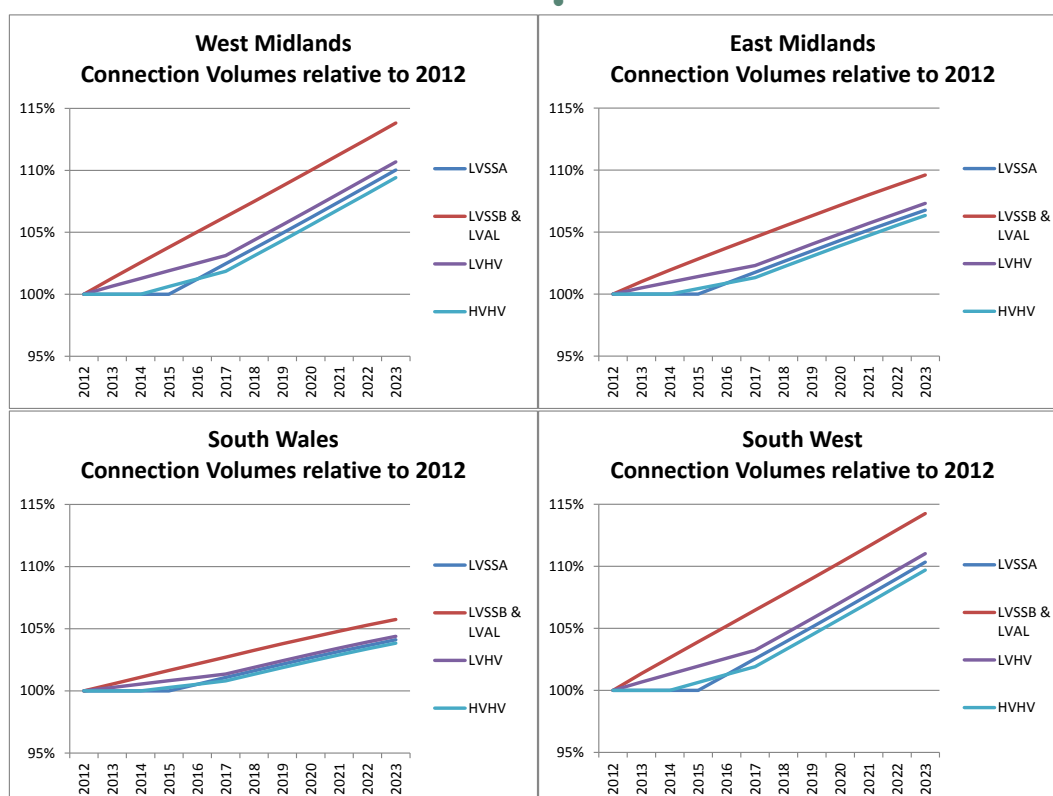 West Midlands
Connection Volumes relative to 2012
115%
110%
105%
100%
95%
2012
2013
2014
2015
2016
2017
2018
2019
2020
2021
2022
2023
LVSSA
LVSSB &
LVAL
LVHV
HVHV
East Midlands
Connection Volumes relative to 2012
115%
110%
105%
100%
95%
2012
2013
2014
2015
2016
2017
2018
2019
2020
2021
2022
2023
LVSSA
LVSSB &
LVAL
LVHV
HVHV
South Wales
Connection Volumes relative to 2012
115%
110%
105%
100%
95%
2012
2013
2014
2015
2016
2017
2018
2019
2020
2021
2022
2023
LVSSA
LVSSB &
LVAL
LVHV
HVHV
South West
Connection Volumes relative to 2012
115%
110%
105%
100%
95%
2012
2013
2014
2015
2016
2017
2018
2019
2020
2021
2022
2023
LVSSA
LVSSB &
LVAL
LVHV
HVHV